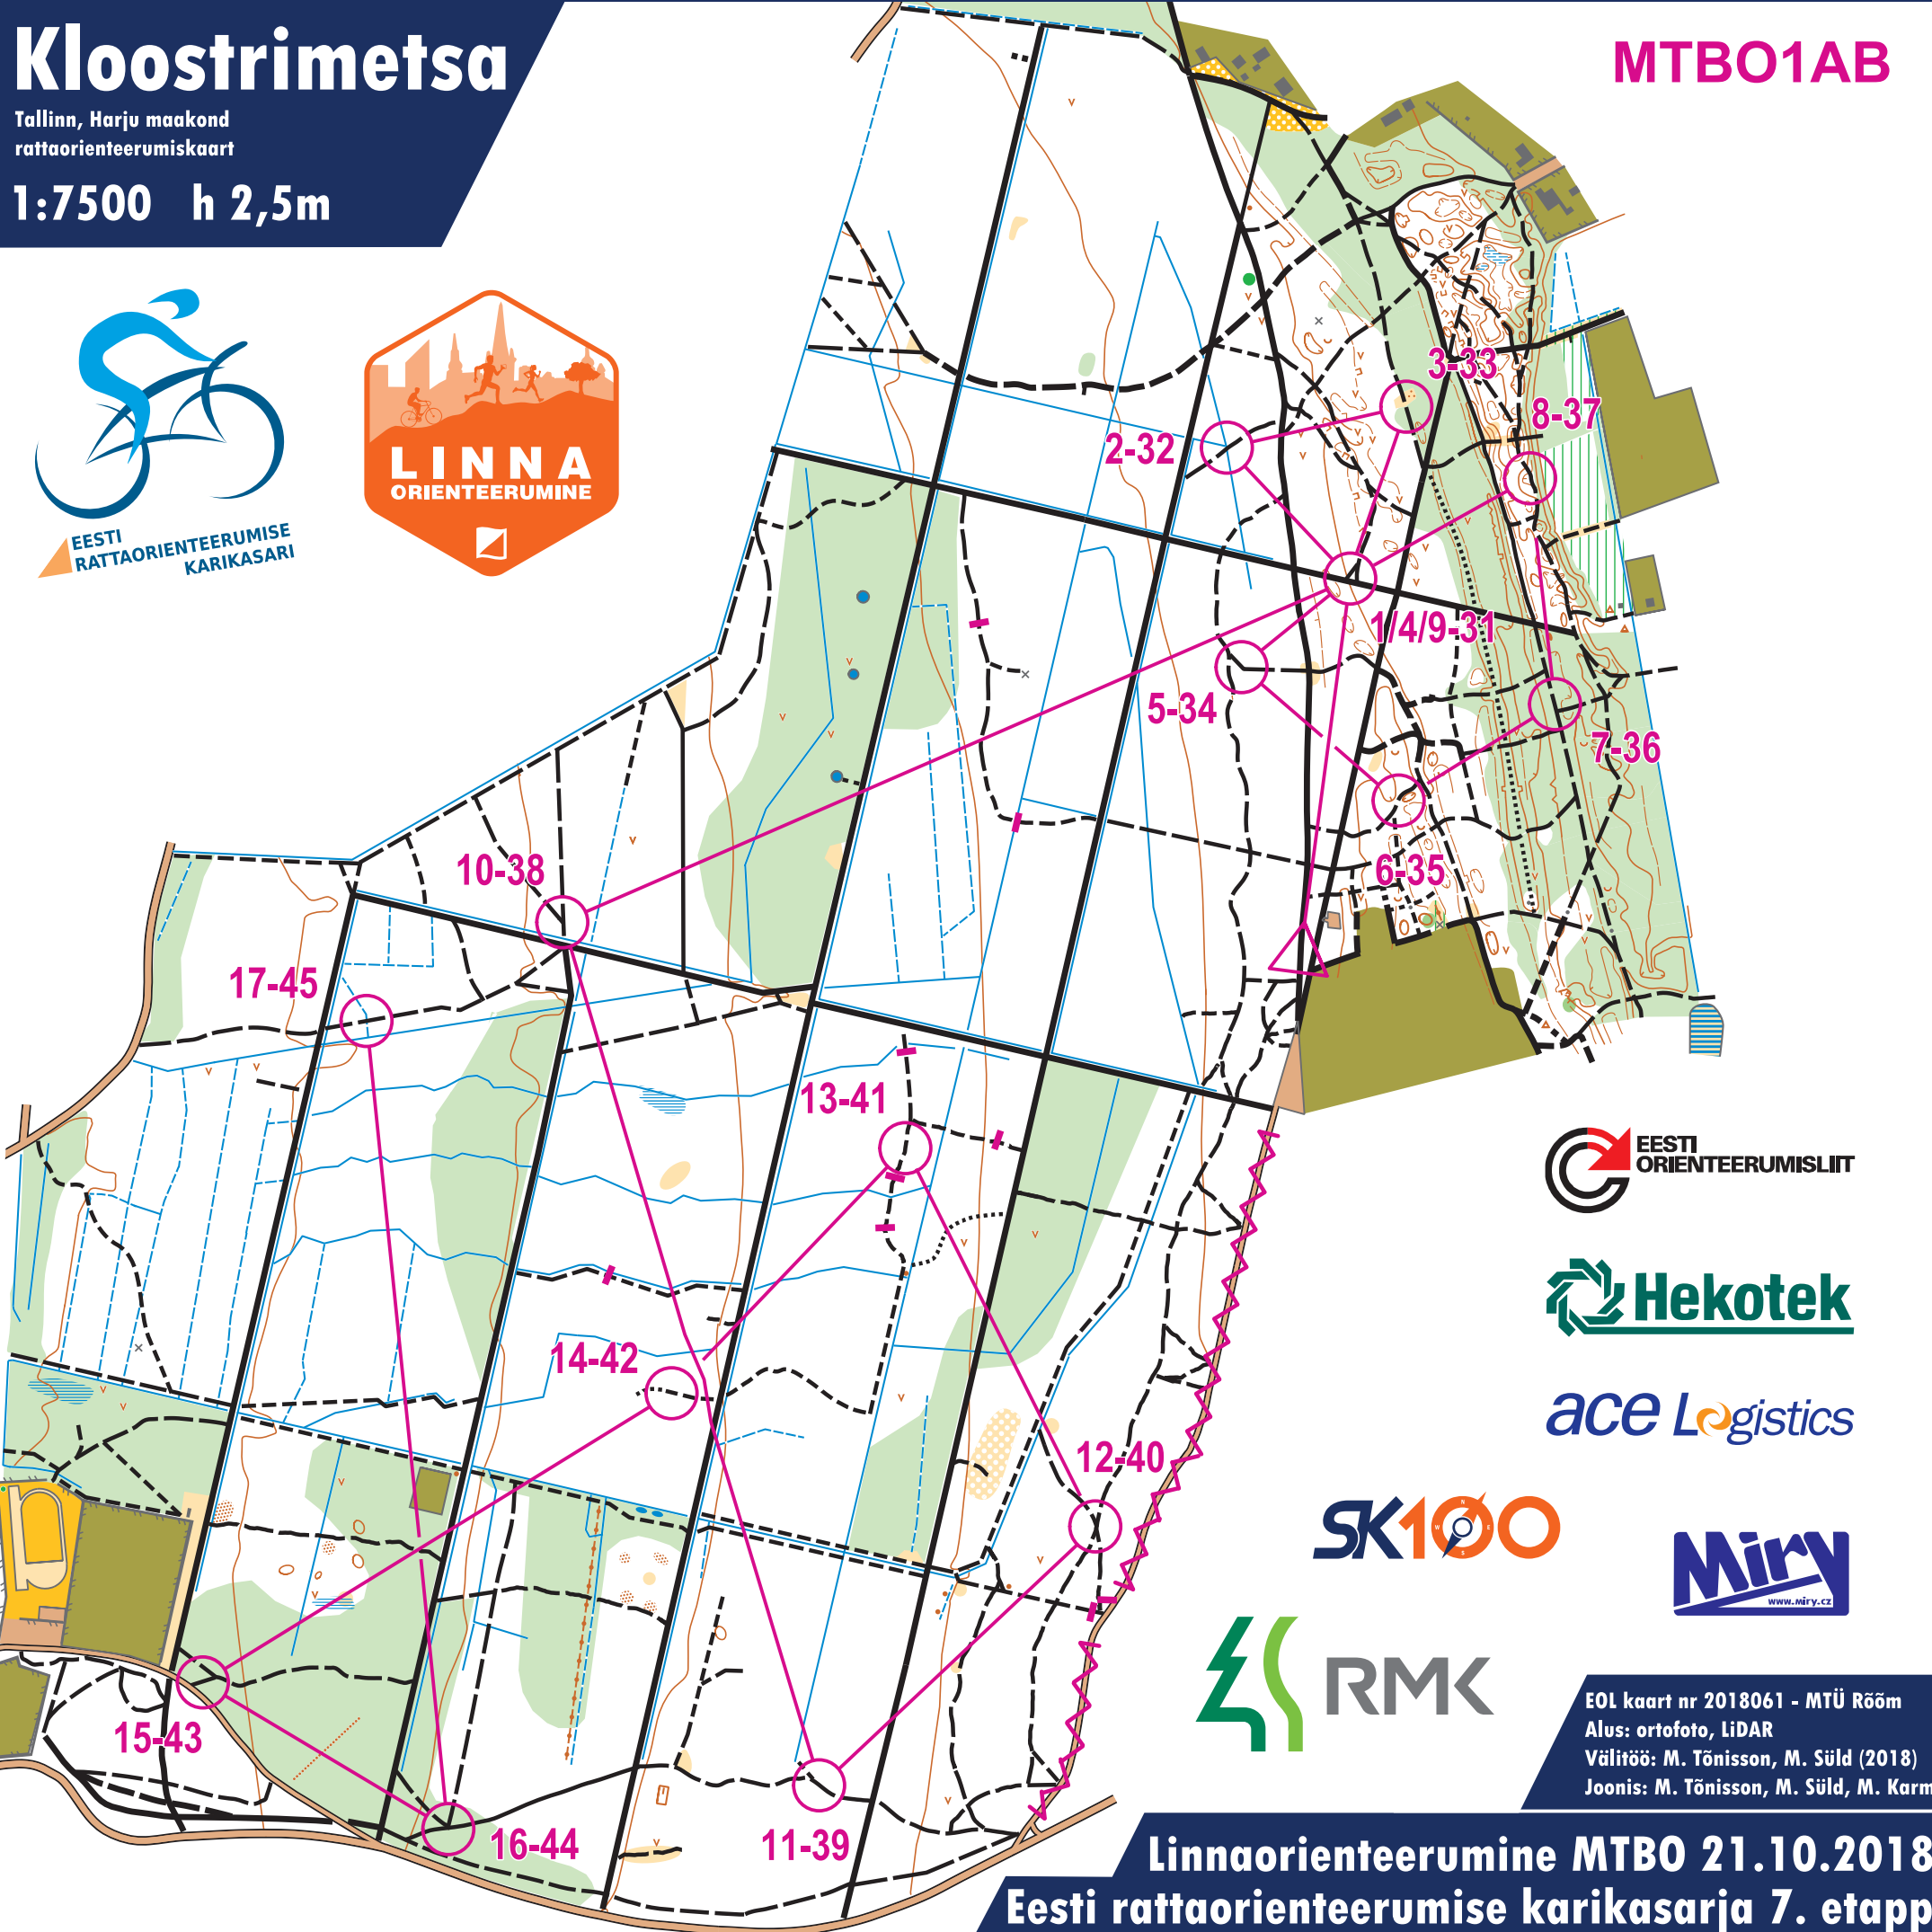 Kloostrimetsa
Tallinn, Harju maakond
rattaorienteerumiskaart
1:7500 h 2,5m
MTBO1AB
EESTI
RATTAORIENTEERUMISE
KARIKASARI
LINNA
ORIENTEERUMINE
3-33
8-37
2-32
1/4/9-31
5-34
7-36
10-38
6-35
17-45
13-41
14-42
12-40
15-43
16-44
11-39
EESTI
ORIENTEERUMISLIIT
Hekotek
ace Logistics
SK100
Miry
www.miry.cz
RMK
EOL kaart nr 2018061 - MTÜ Rõõm
Alus: ortofoto, LiDAR
Välitöö: M. Tõnisson, M. Süld (2018)
Joonis: M. Tõnisson, M. Süld, M. Karm
Linnaorienteerumine MTBO 21.10.2018
Eesti rattaorienteerumise karikasarja 7. etapp